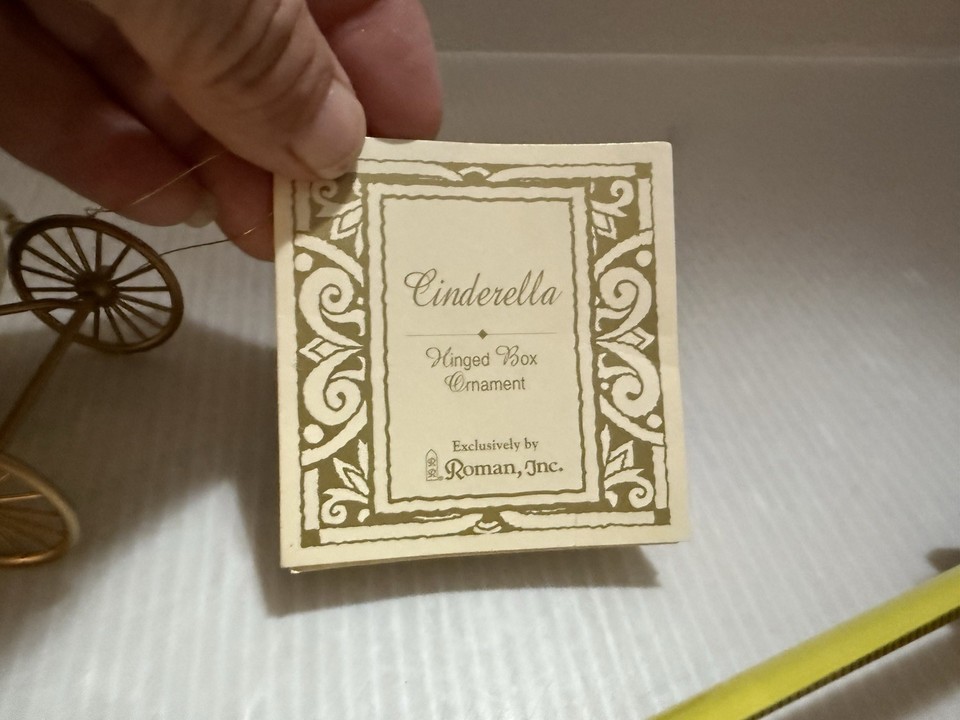 Cinderella
Hinged Box
Ornament
Exclusively by
Roman, Inc.